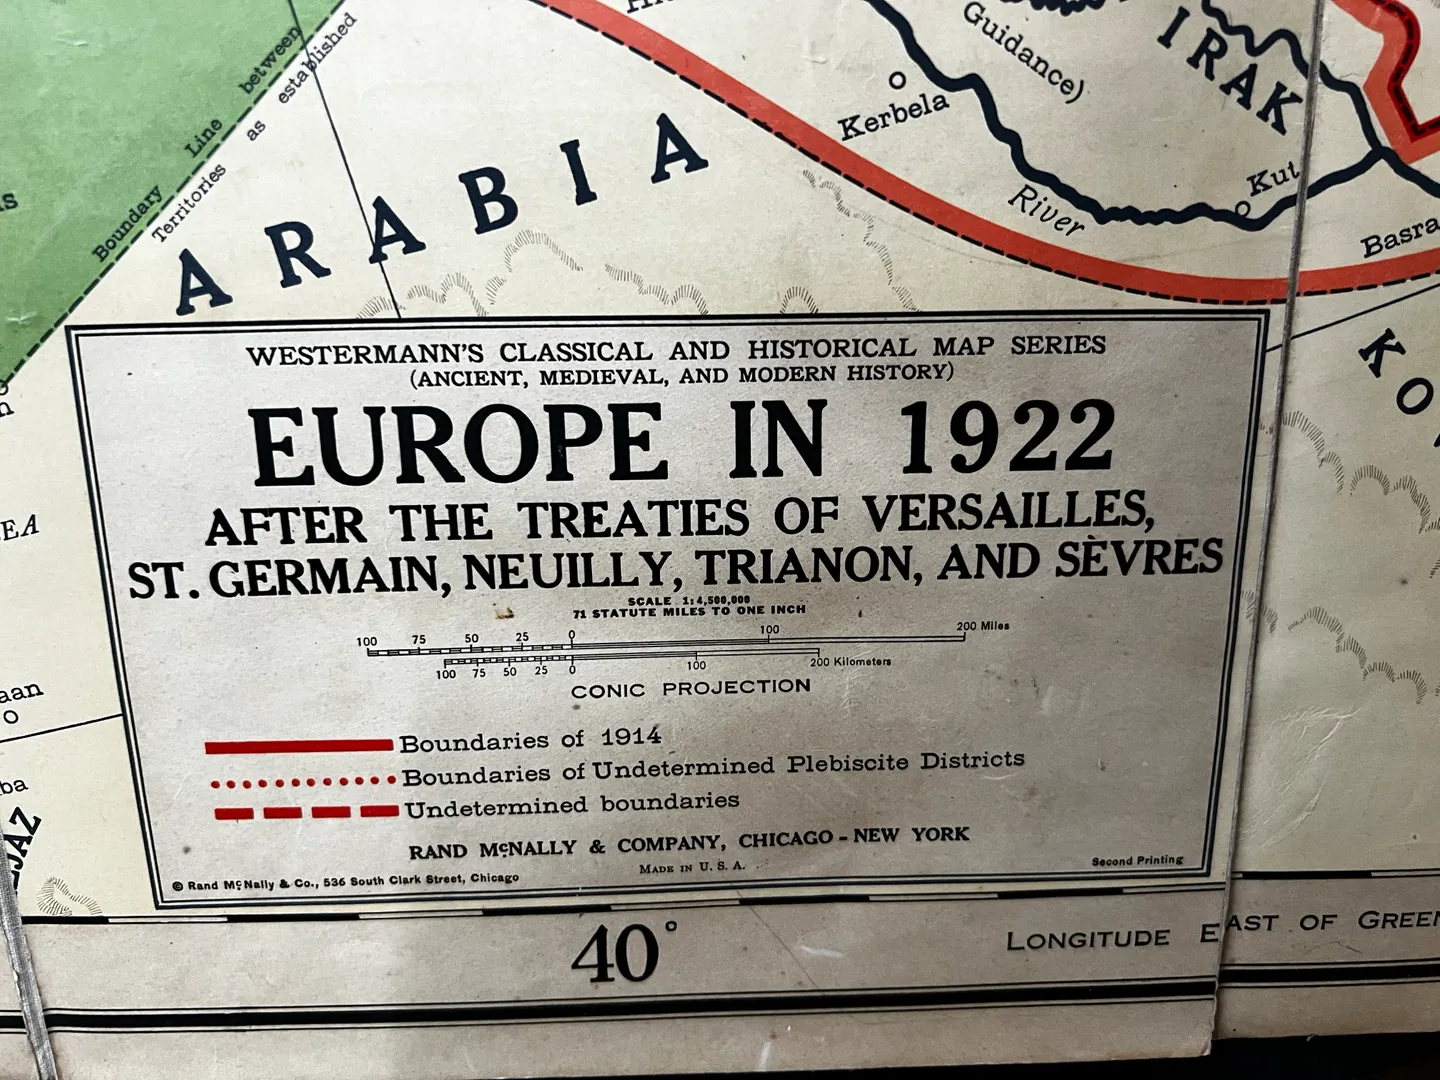 Boundary Line between
Territories as established
ARABIA
Guidance)
IRAK
Kerbela
Kut
River
Basra
WESTERMANN'S CLASSICAL AND HISTORICAL MAP SERIES
(ANCIENT, MEDIEVAL, AND MODERN HISTORY)
EUROPE IN 1922
AFTER THE TREATIES OF VERSAILLES,
ST. GERMAIN, NEUILLY, TRIANON, AND SÈVRES
SCALE 1:4,500,000
71 STATUTE MILES TO ONE INCH
100 75 50 25 0 100 200 Miles
100 75 50 25 0 100 200 Kilometers
CONIC PROJECTION
Boundaries of 1914
Boundaries of Undetermined Plebiscite Districts
Undetermined boundaries
RAND McNALLY & COMPANY, CHICAGO - NEW YORK
MADE IN U. S. A.
© Rand McNally & Co., 536 South Clark Street, Chicago
Second Printing
40°
LONGITUDE EAST OF